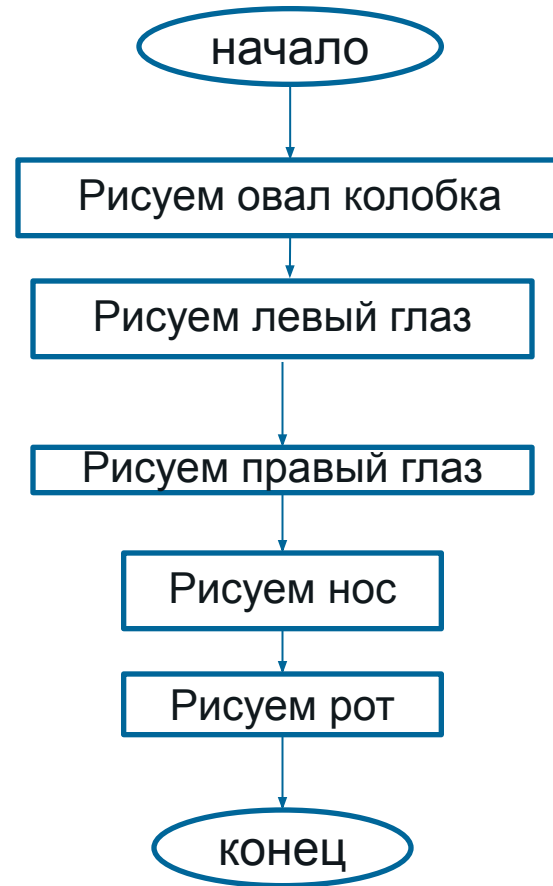 начало
Рисуем овал колобка
Рисуем левый глаз
Рисуем правый глаз
Рисуем нос
Рисуем рот
конец